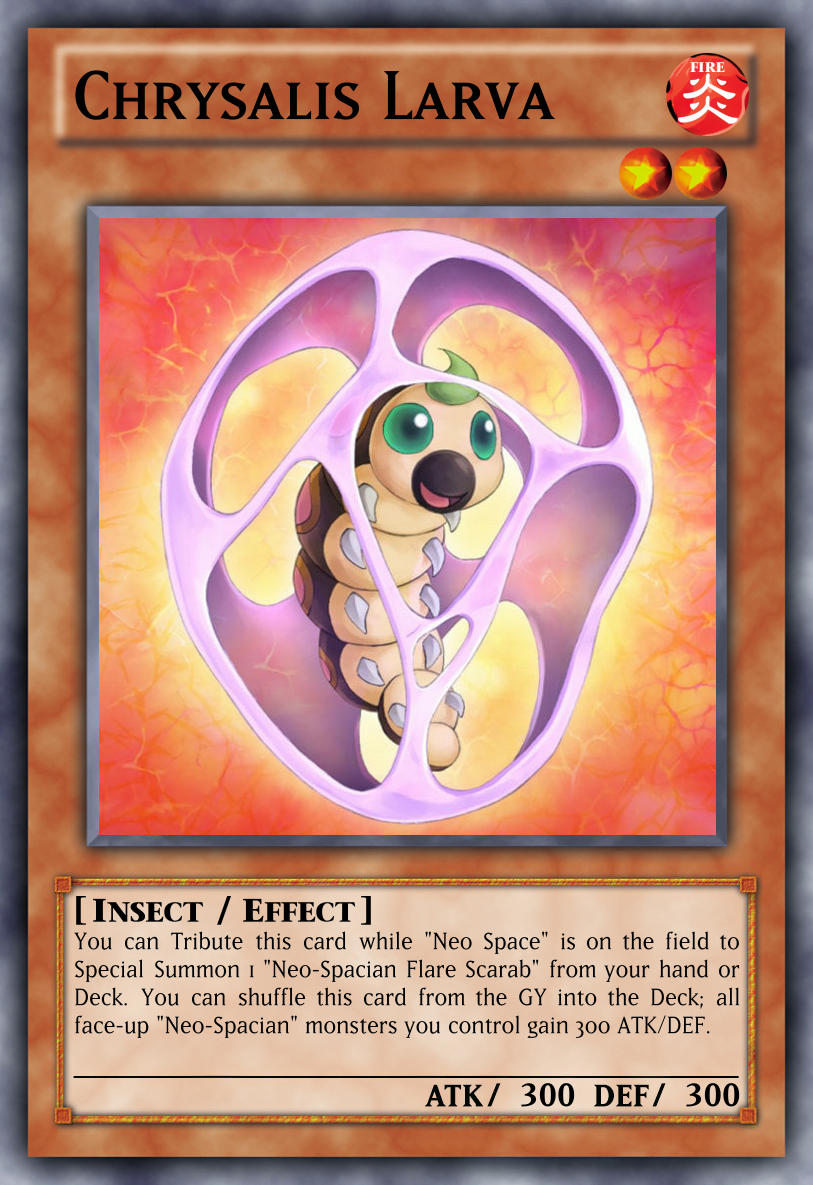 Chrysalis Larva
FIRE
炎
[ Insect / Effect ]
You can Tribute this card while "Neo Space" is on the field to
Special Summon 1 "Neo-Spacian Flare Scarab" from your hand or
Deck. You can shuffle this card from the GY into the Deck; all
face-up "Neo-Spacian" monsters you control gain 300 ATK/DEF.
ATK/ 300 DEF/ 300